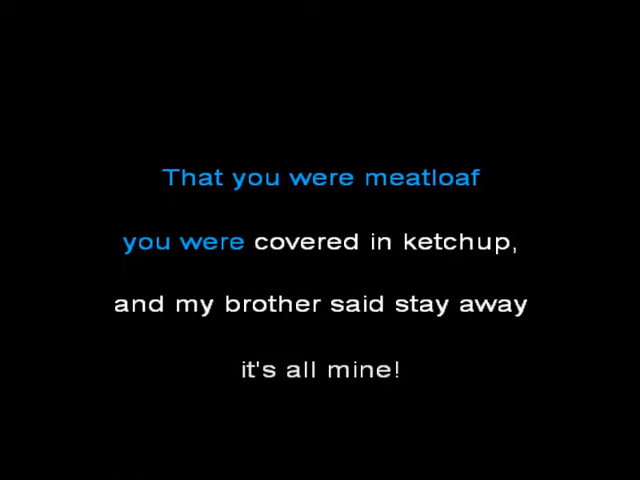 That you were meatloaf
you were covered in ketchup,
and my brother said stay away
it's all mine!